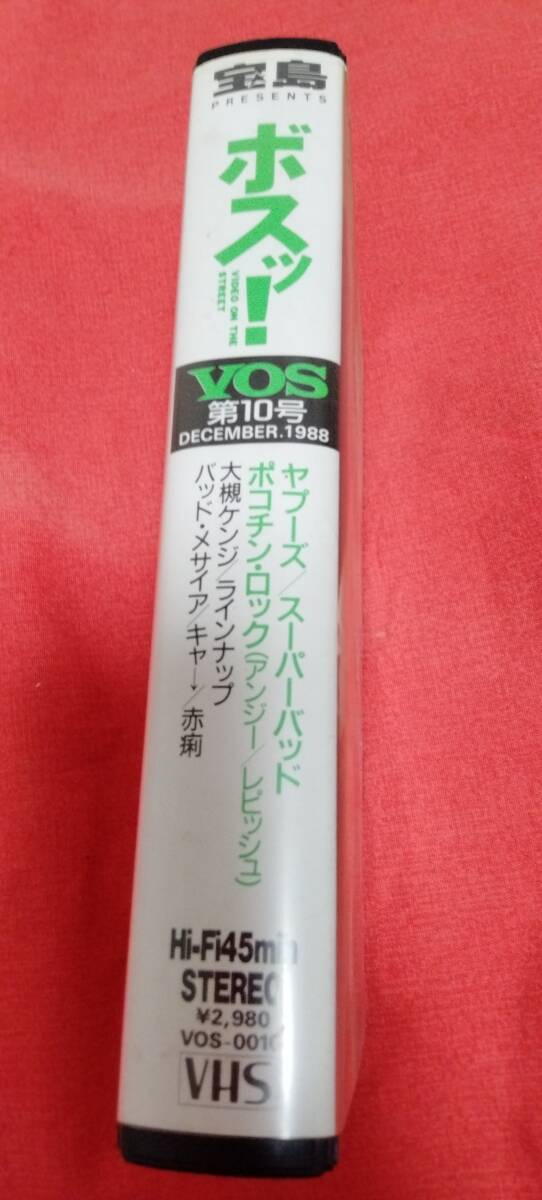 宝島
PRESENTS
ボスッ!
VIDEO ON THE
STREET
VOS
第10号
DECEMBER.1988
ヤプーズ/スーパーバッド
ポコチン・ロック(アンジー/レピッシュ)
大槻ケンジ/ラインナップ
バッド・メサイア/キャー/赤痢
Hi-Fi45min
STEREO
¥2,980
VOS-0010
VHS